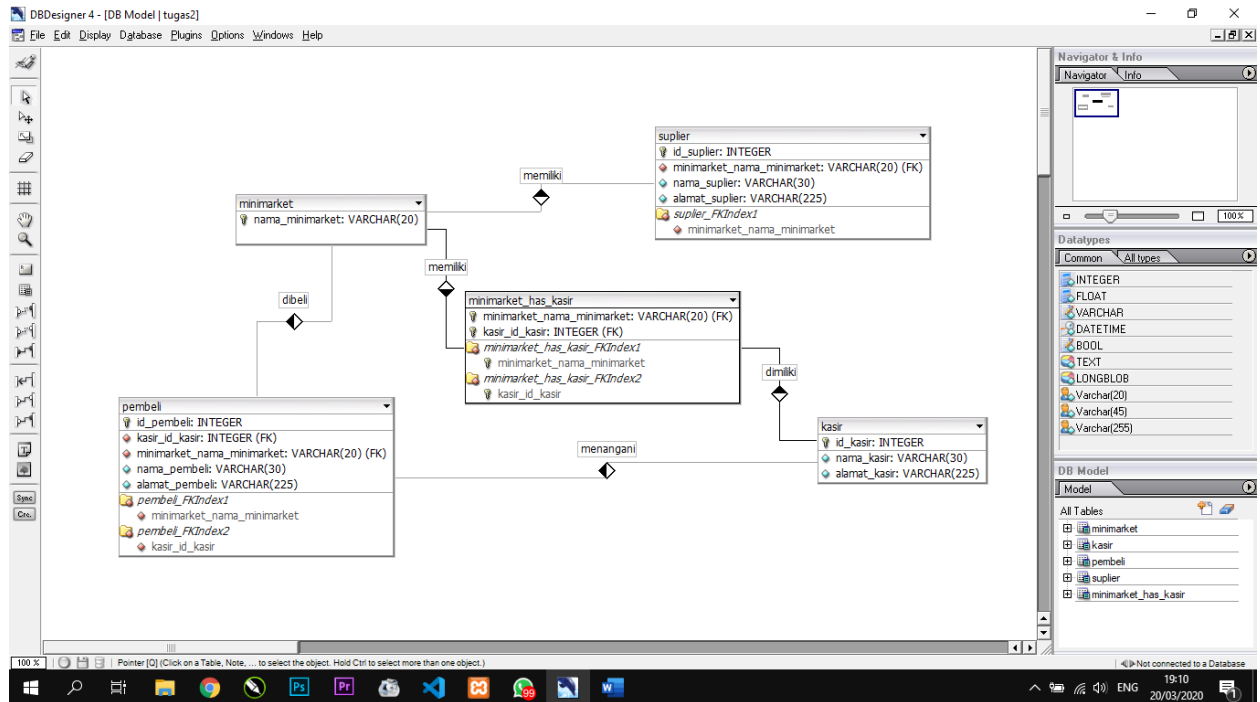 DBDesigner 4 - [DB Model | tugas2]
File Edit Display Database Plugins Options Windows Help
Navigator & Info
Navigator Info
100%
Datatypes
Common All types
INTEGER
FLOAT
VARCHAR
DATETIME
BOOL
TEXT
LONGBLOB
Varchar(20)
Varchar(45)
Varchar(255)
DB Model
Model
All Tables
minimarket
kasir
pembeli
suplier
minimarket_has_kasir
suplier
id_suplier: INTEGER
minimarket_nama_minimarket: VARCHAR(20) (FK)
nama_suplier: VARCHAR(30)
alamat_suplier: VARCHAR(225)
suplier_FKIndex1
minimarket_nama_minimarket
memiliki
minimarket
nama_minimarket: VARCHAR(20)
memiliki
dibeli
minimarket_has_kasir
minimarket_nama_minimarket: VARCHAR(20) (FK)
kasir_id_kasir: INTEGER (FK)
minimarket_has_kasir_FKIndex1
minimarket_nama_minimarket
minimarket_has_kasir_FKIndex2
kasir_id_kasir
dimiliki
pembeli
id_pembeli: INTEGER
kasir_id_kasir: INTEGER (FK)
minimarket_nama_minimarket: VARCHAR(20) (FK)
nama_pembeli: VARCHAR(30)
alamat_pembeli: VARCHAR(225)
pembeli_FKIndex1
minimarket_nama_minimarket
pembeli_FKIndex2
kasir_id_kasir
menangani
kasir
id_kasir: INTEGER
nama_kasir: VARCHAR(30)
alamat_kasir: VARCHAR(225)
Sync
Cre.
100 %
Pointer [Q] (Click on a Table, Note, ... to select the object. Hold Ctrl to select more than one object.)
Not connected to a Database
Ps
Pr
99
W
ENG
19:10
20/03/2020
1